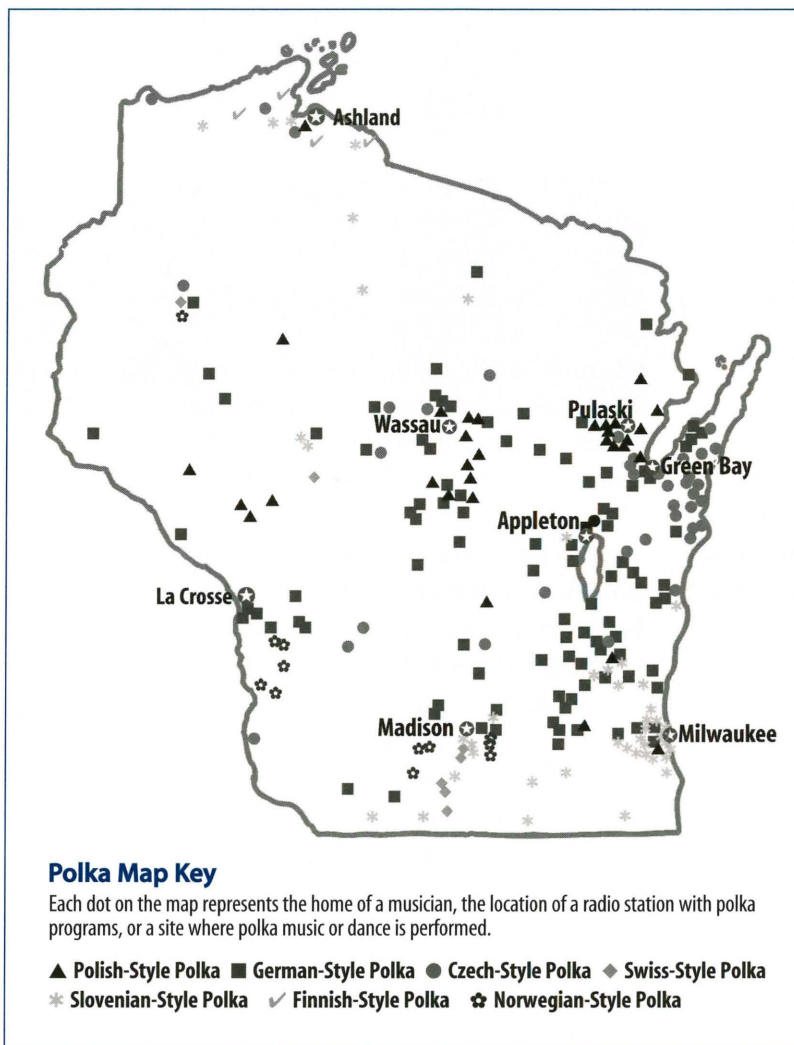 Ashland
Pulaski
Wassau
Green Bay
Appleton
La Crosse
Madison
Milwaukee
Polka Map Key
Each dot on the map represents the home of a musician, the location of a radio station with polka
programs, or a site where polka music or dance is performed.
Polish-Style Polka German-Style Polka Czech-Style Polka Swiss-Style Polka
Slovenian-Style Polka Finnish-Style Polka Norwegian-Style Polka